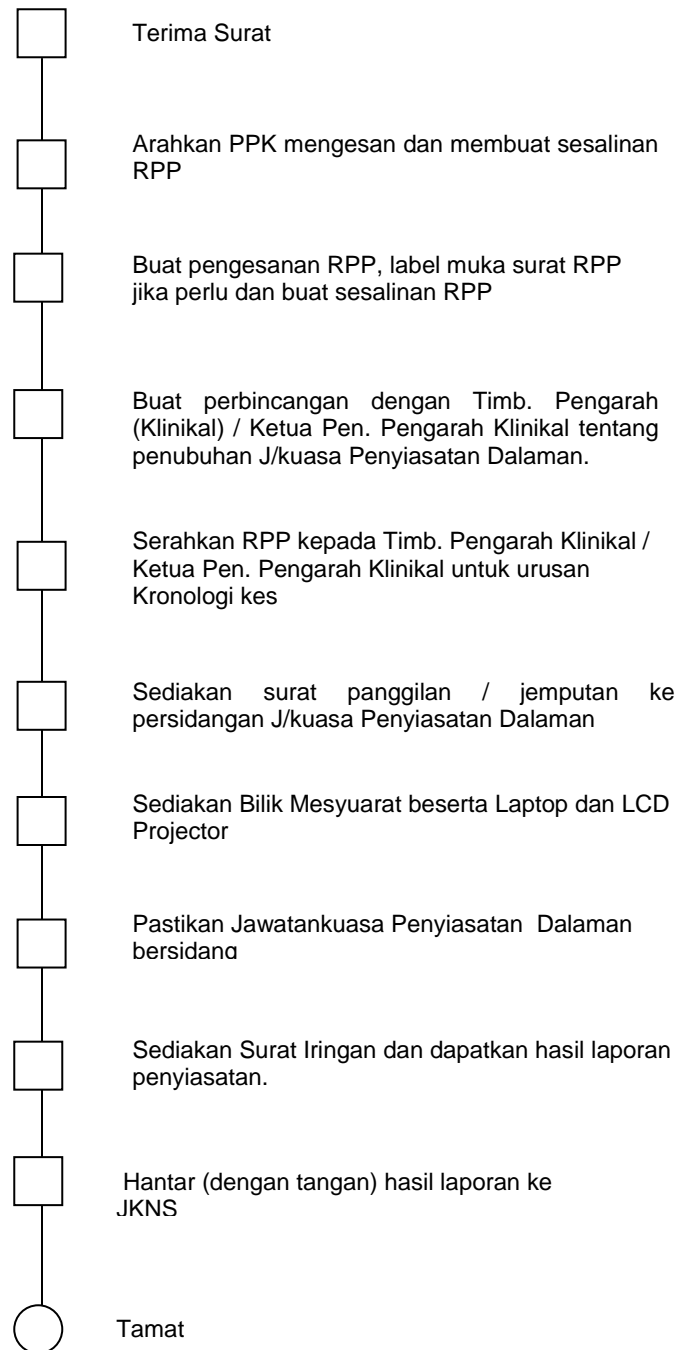 Terima Surat
Arahkan PPK mengesan dan membuat sesalinan
RPP
Buat pengesanan RPP, label muka surat RPP
jika perlu dan buat sesalinan RPP
Buat perbincangan dengan Timb. Pengarah
(Klinikal) / Ketua Pen. Pengarah Klinikal tentang
penubuhan J/kuasa Penyiasatan Dalaman.
Serahkan RPP kepada Timb. Pengarah Klinikal /
Ketua Pen. Pengarah Klinikal untuk urusan
Kronologi kes
Sediakan surat panggilan / jemputan ke
persidangan J/kuasa Penyiasatan Dalaman
Sediakan Bilik Mesyuarat beserta Laptop dan LCD
Projector
Pastikan Jawatankuasa Penyiasatan Dalaman
bersidang
Sediakan Surat Iringan dan dapatkan hasil laporan
penyiasatan.
Hantar (dengan tangan) hasil laporan ke
JKNS
Tamat